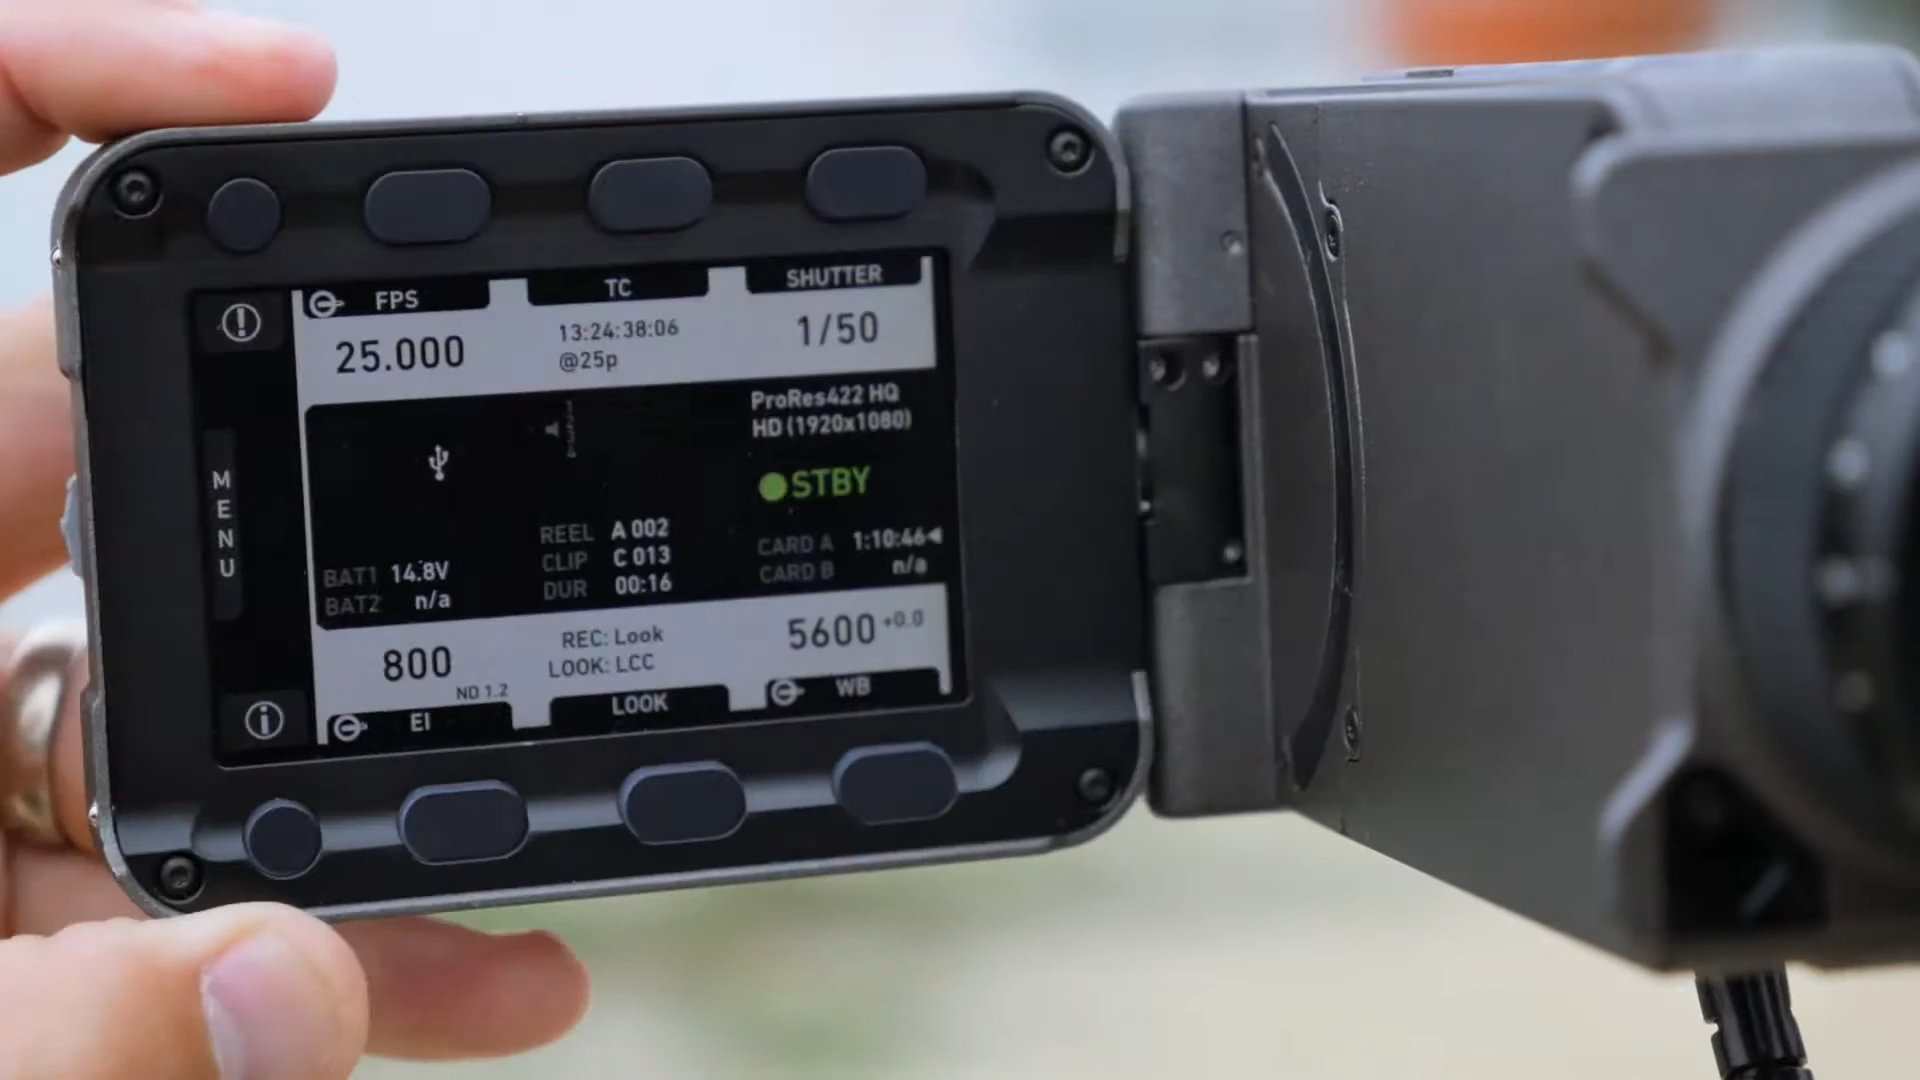 FPS
TC
SHUTTER
25.000
13:24:38:06
@25p
1/50
ProRes422 HQ
HD (1920x1080)
STBY
MENU
BAT1 14.8V
BAT2 n/a
REEL A 002
CLIP C 013
DUR 00:16
CARD A 1:10:46
CARD B n/a
800
ND 1.2
REC: Look
LOOK: LCC
5600 +0.0
EI
LOOK
WB